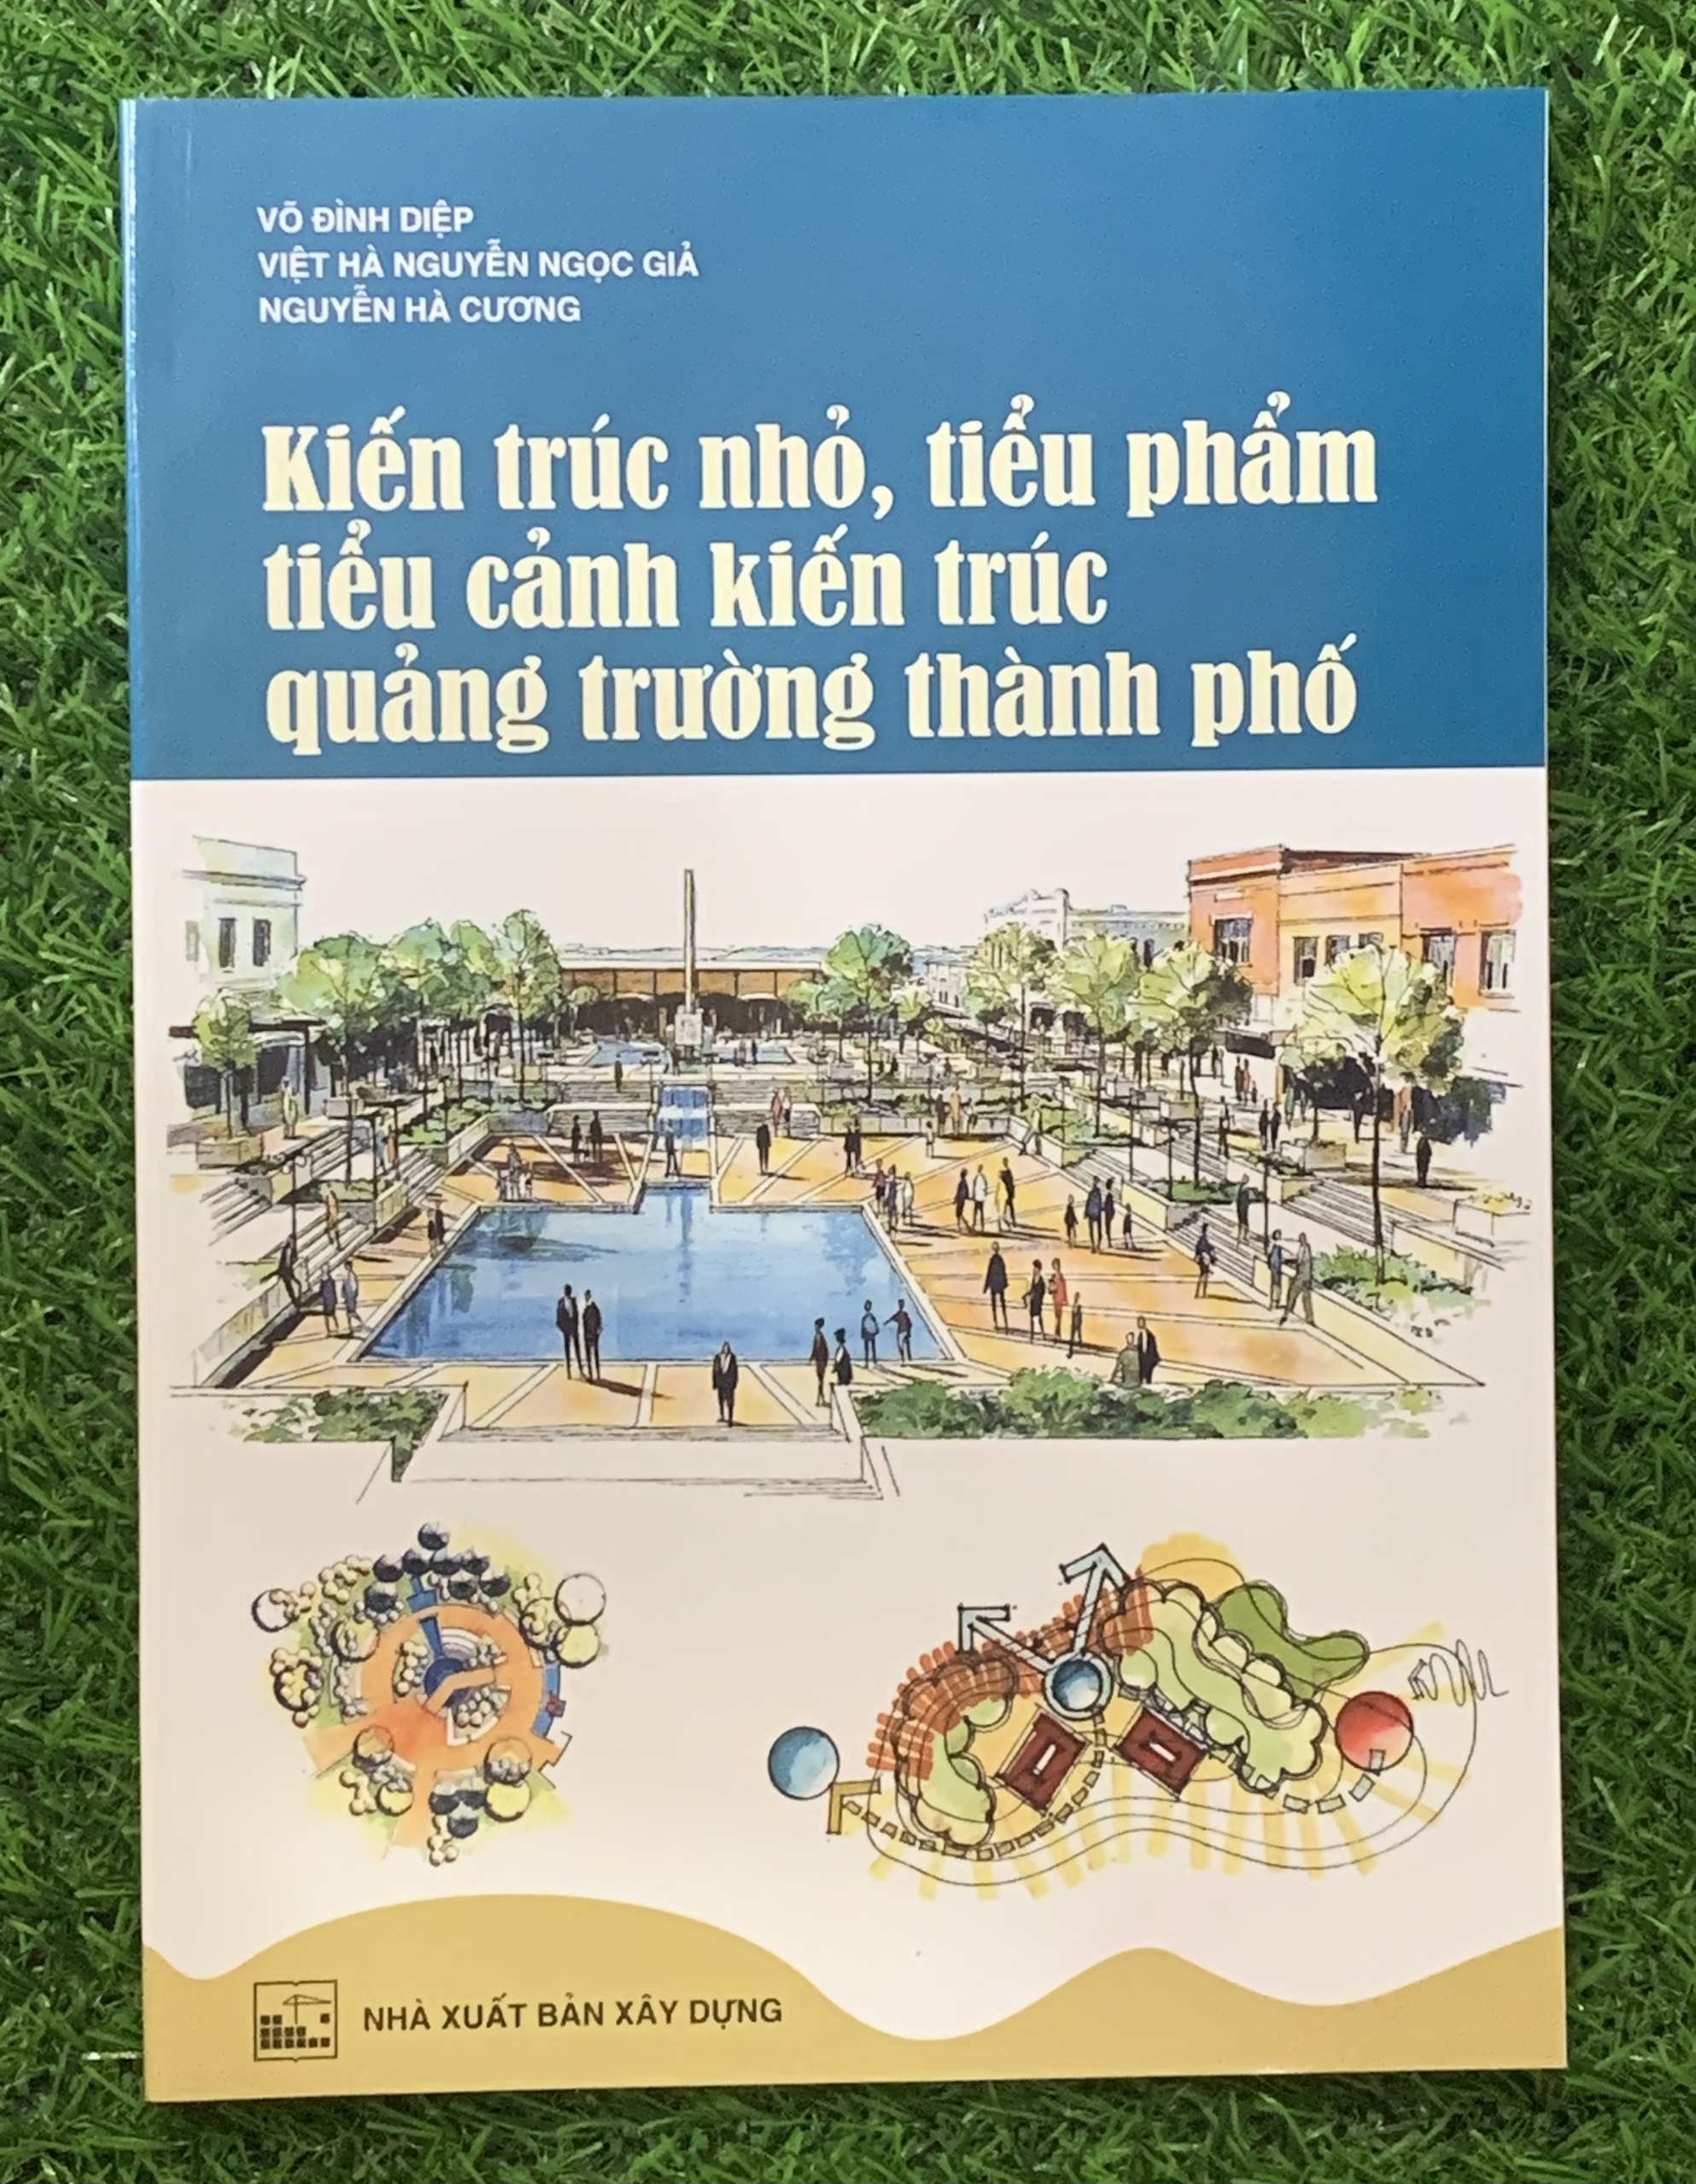 VÕ ĐÌNH DIỆP
VIỆT HÀ NGUYỄN NGỌC GIẢ
NGUYỄN HÀ CƯƠNG
Kiến trúc nhỏ, tiểu phẩm
tiểu cảnh kiến trúc
quảng trường thành phố
NHÀ XUẤT BẢN XÂY DỰNG